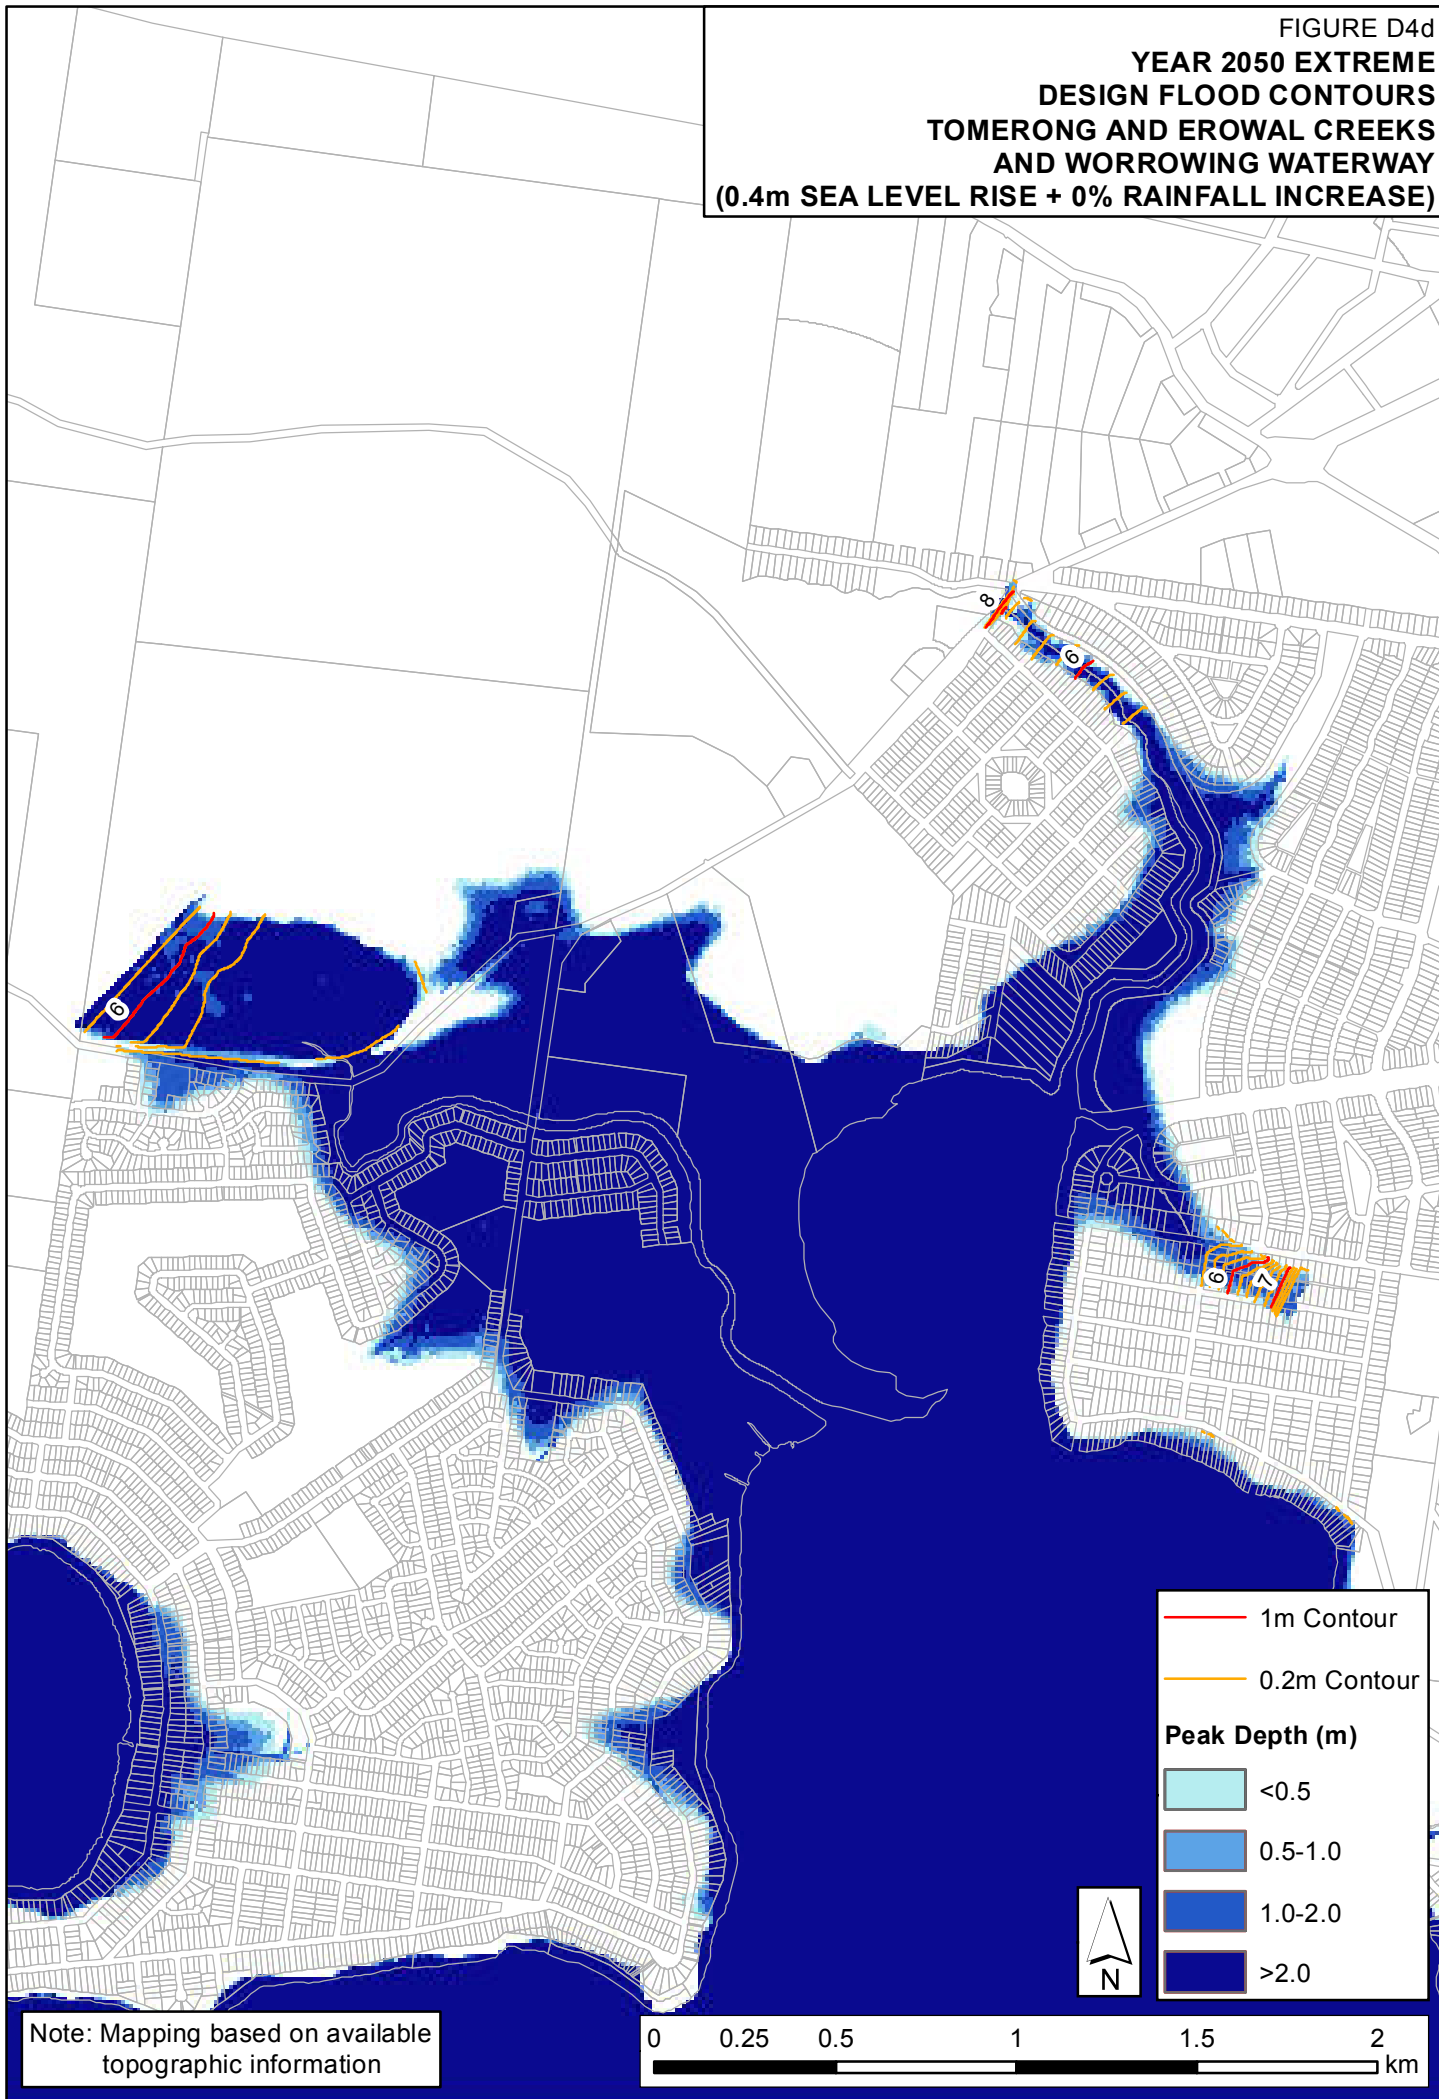 FIGURE D4d
YEAR 2050 EXTREME
DESIGN FLOOD CONTOURS
TOMERONG AND EROWAL CREEKS
AND WORROWING WATERWAY
(0.4m SEA LEVEL RISE + 0% RAINFALL INCREASE)
8
6
6
6
7
1m Contour
0.2m Contour
Peak Depth (m)
<0.5
0.5-1.0
1.0-2.0
>2.0
N
Note: Mapping based on available
topographic information
0 0.25 0.5 1 1.5 2
km